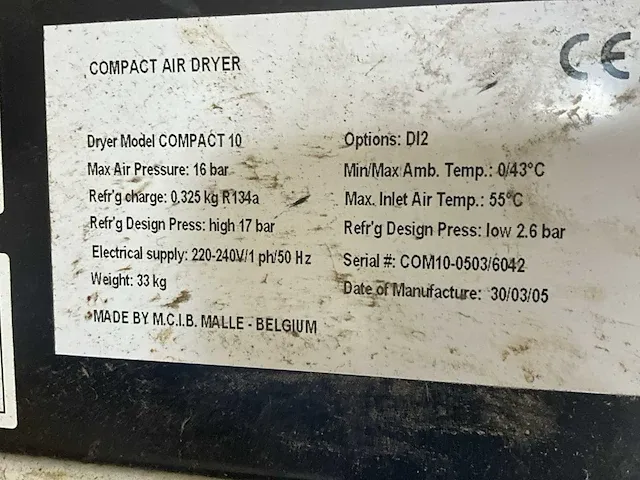 COMPACT AIR DRYER
CE
Dryer Model COMPACT 10
Options: DI2
Max Air Pressure: 16 bar
Min/Max Amb. Temp.: 0/43°C
Refr'g charge: 0.325 kg R134a
Max. Inlet Air Temp.: 55°C
Refr'g Design Press: high 17 bar
Refr'g Design Press: low 2.6 bar
Electrical supply: 220-240V/1 ph/50 Hz
Serial #: COM10-0503/6042
Weight: 33 kg
Date of Manufacture: 30/03/05
MADE BY M.C.I.B. MALLE - BELGIUM